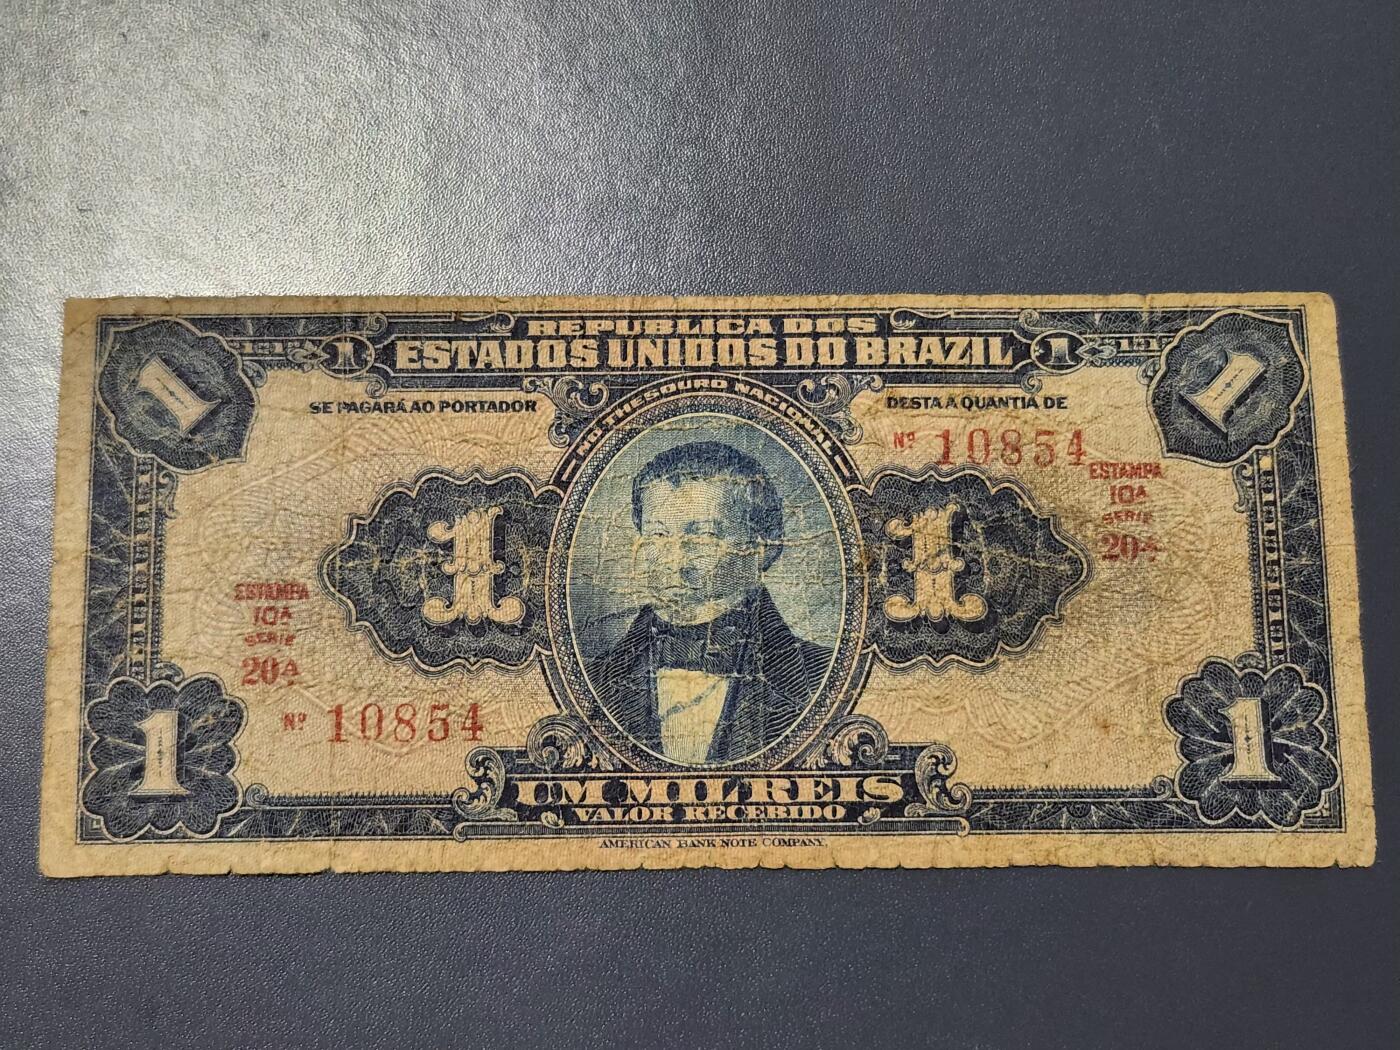 REPUBLICA DOS
ESTADOS UNIDOS DO BRAZIL
1 1 1 1
SE PAGARÁ AO PORTADOR
NO THESOURO NACIONAL
DESTA A QUANTIA DE
Nº 10854
ESTAMPA
10A
SERIE
20A
1 1
ESTAMPA
10A
SERIE
20A
Nº 10854
1 1
UM MIL REIS
VALOR RECEBIDO
AMERICAN BANK NOTE COMPANY.